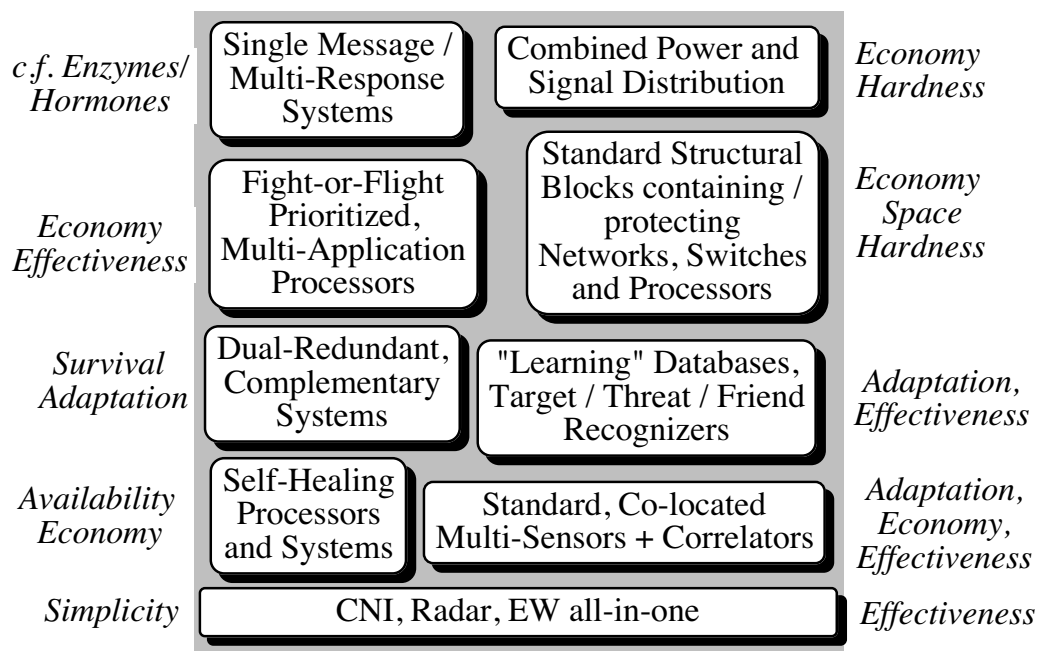 c.f. Enzymes/
Hormones
Single Message /
Multi-Response
Systems
Combined Power and
Signal Distribution
Economy
Hardness
Economy
Effectiveness
Fight-or-Flight
Prioritized,
Multi-Application
Processors
Standard Structural
Blocks containing /
protecting
Networks, Switches
and Processors
Economy
Space
Hardness
Survival
Adaptation
Dual-Redundant,
Complementary
Systems
"Learning" Databases,
Target / Threat / Friend
Recognizers
Adaptation,
Effectiveness
Availability
Economy
Self-Healing
Processors
and Systems
Standard, Co-located
Multi-Sensors + Correlators
Adaptation,
Economy,
Effectiveness
Simplicity
CNI, Radar, EW all-in-one
Effectiveness